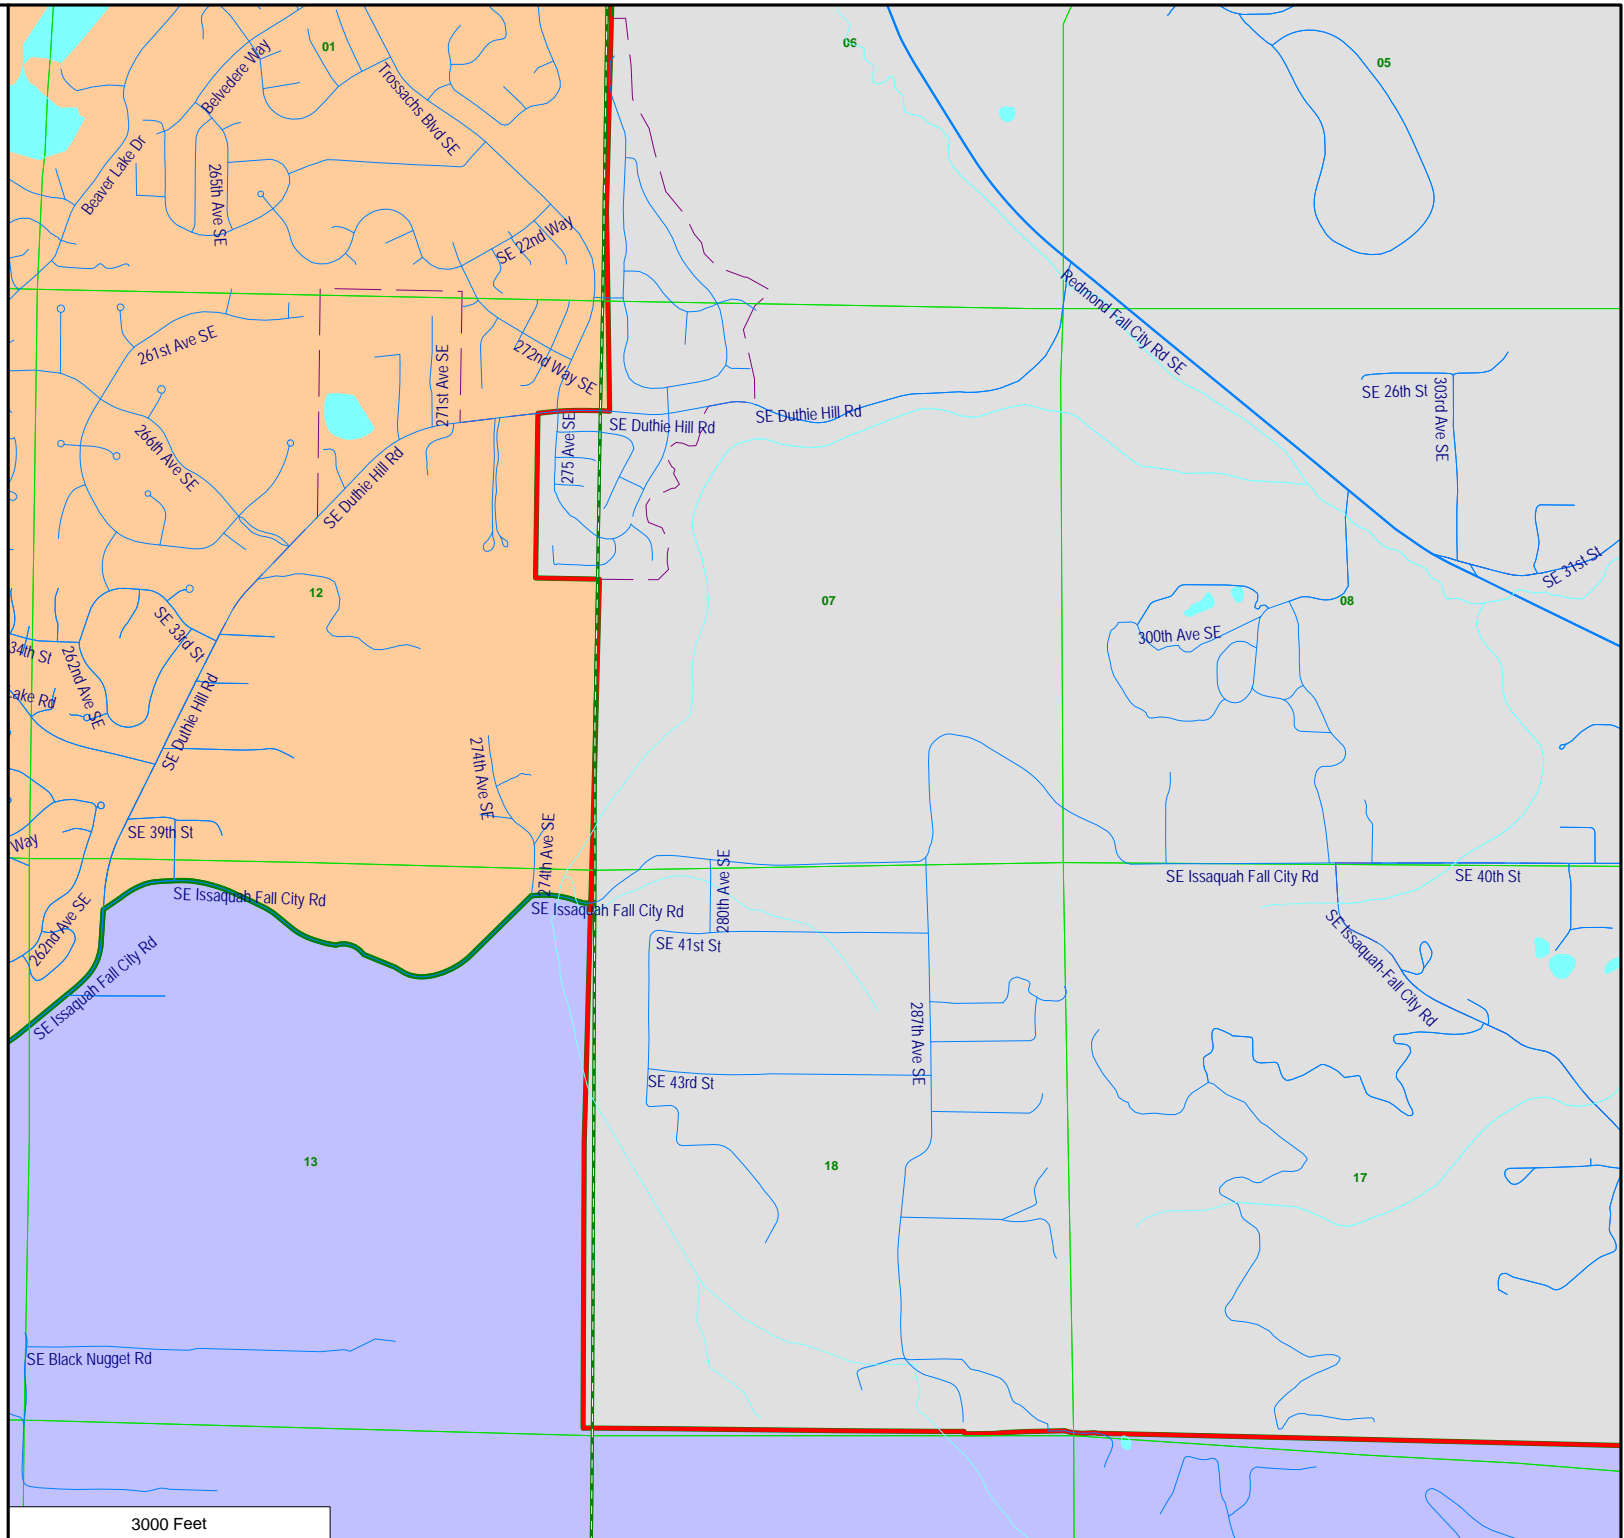 01
06
05
Belvedere Way
Trossachs Blvd SE
Beaver Lake Dr
265th Ave SE
SE 22nd Way
Redmond Fall City Rd SE
261st Ave SE
272nd Way SE
271st Ave SE
SE 26th St
303rd Ave SE
SE Duthie Hill Rd
SE Duthie Hill Rd
275 Ave SE
266th Ave SE
SE Duthie Hill Rd
SE 31st St
12
07
08
SE 33rd St
300th Ave SE
34th St
262nd Ave SE
ake Rd
SE Duthie Hill Rd
274th Ave SE
274th Ave SE
Way
SE 39th St
SE Issaquah Fall City Rd
SE Issaquah Fall City Rd
280th Ave SE
SE Issaquah Fall City Rd
SE 40th St
262nd Ave SE
SE Issaquah Fall City Rd
SE 41st St
SE Issaquah-Fall City Rd
287th Ave SE
SE 43rd St
13
18
17
SE Black Nugget Rd
3000 Feet